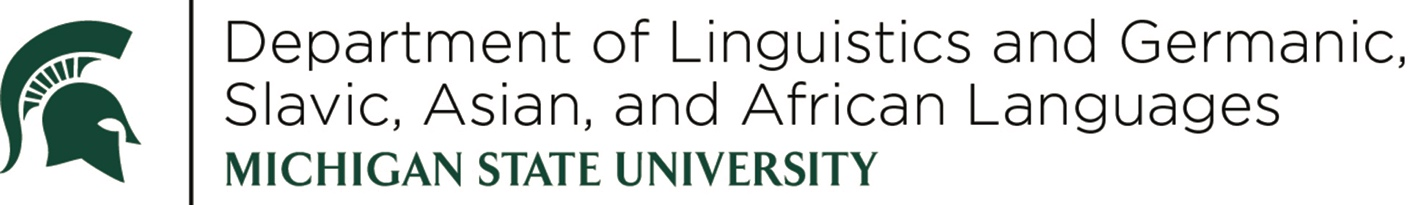 Department of Linguistics and Germanic,
Slavic, Asian, and African Languages
MICHIGAN STATE UNIVERSITY